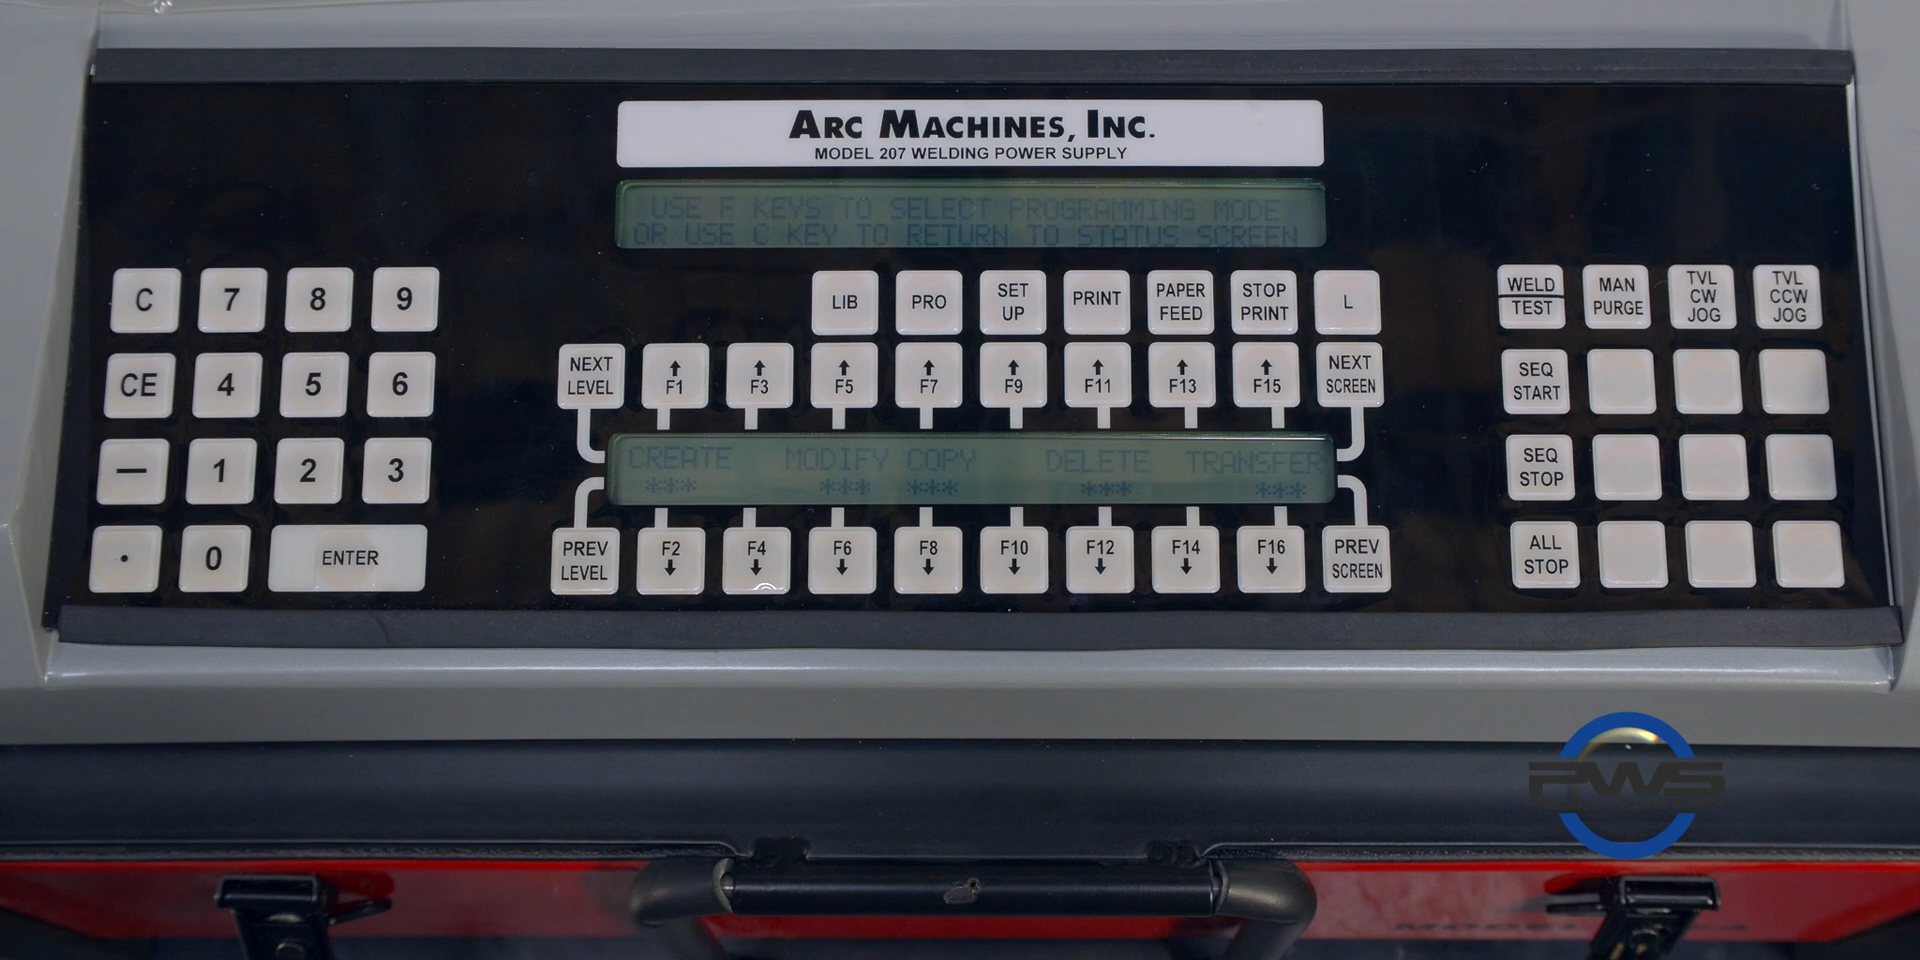 ARC MACHINES, INC.
MODEL 207 WELDING POWER SUPPLY
USE F KEYS TO SELECT PROGRAMMING MODE
OR USE C KEY TO RETURN TO STATUS SCREEN
C 7 8 9
CE 4 5 6
— 1 2 3
. 0 ENTER
LIB PRO SET UP PRINT PAPER FEED STOP PRINT L
NEXT LEVEL ↑ F1 ↑ F3 ↑ F5 ↑ F7 ↑ F9 ↑ F11 ↑ F13 ↑ F15 NEXT SCREEN
CREATE MODIFY COPY DELETE TRANSFER
*** *** *** *** ***
PREV LEVEL F2 ↓ F4 ↓ F6 ↓ F8 ↓ F10 ↓ F12 ↓ F14 ↓ F16 ↓ PREV SCREEN
WELD TEST MAN PURGE TVL CW JOG TVL CCW JOG
SEQ START
SEQ STOP
ALL STOP
PWS